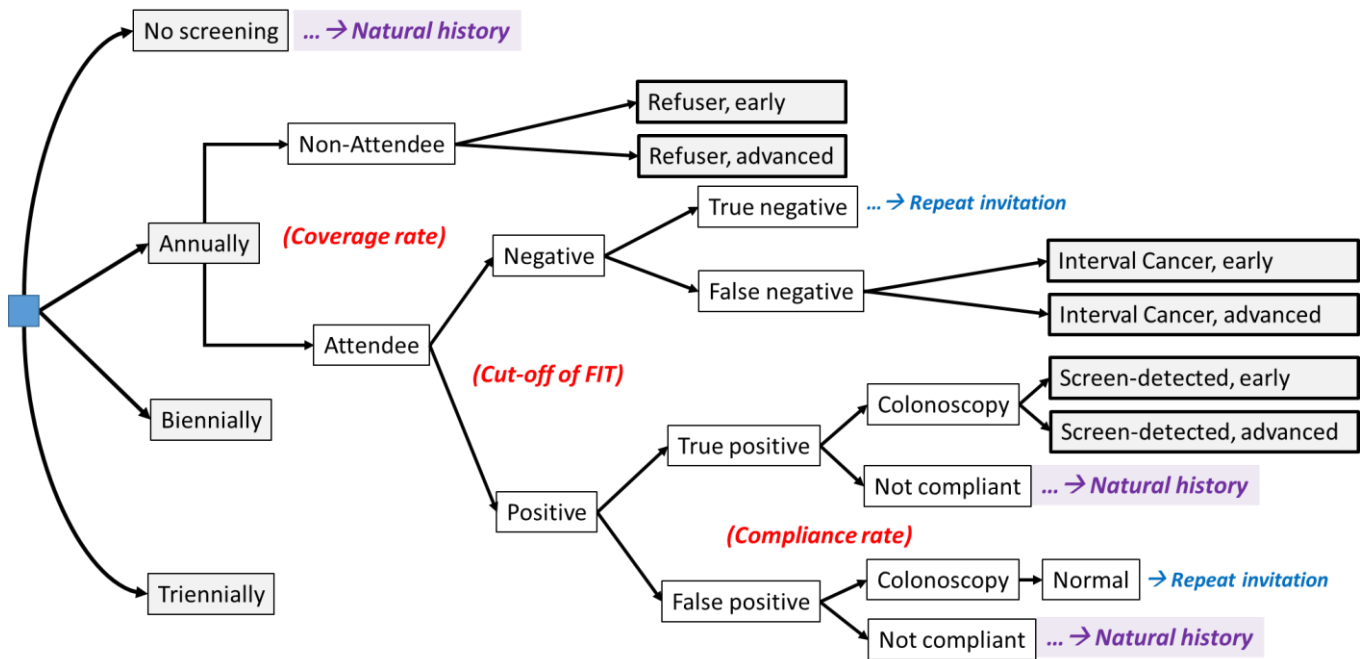 No screening ... → Natural history
Refuser, early
Non-Attendee
Refuser, advanced
True negative ... → Repeat invitation
Annually (Coverage rate) Negative
Interval Cancer, early
False negative
Interval Cancer, advanced
Attendee
(Cut-off of FIT)
Screen-detected, early
Colonoscopy
Biennially
Screen-detected, advanced
True positive
Not compliant ... → Natural history
Positive
(Compliance rate)
Colonoscopy Normal → Repeat invitation
Triennially
False positive
Not compliant ... → Natural history